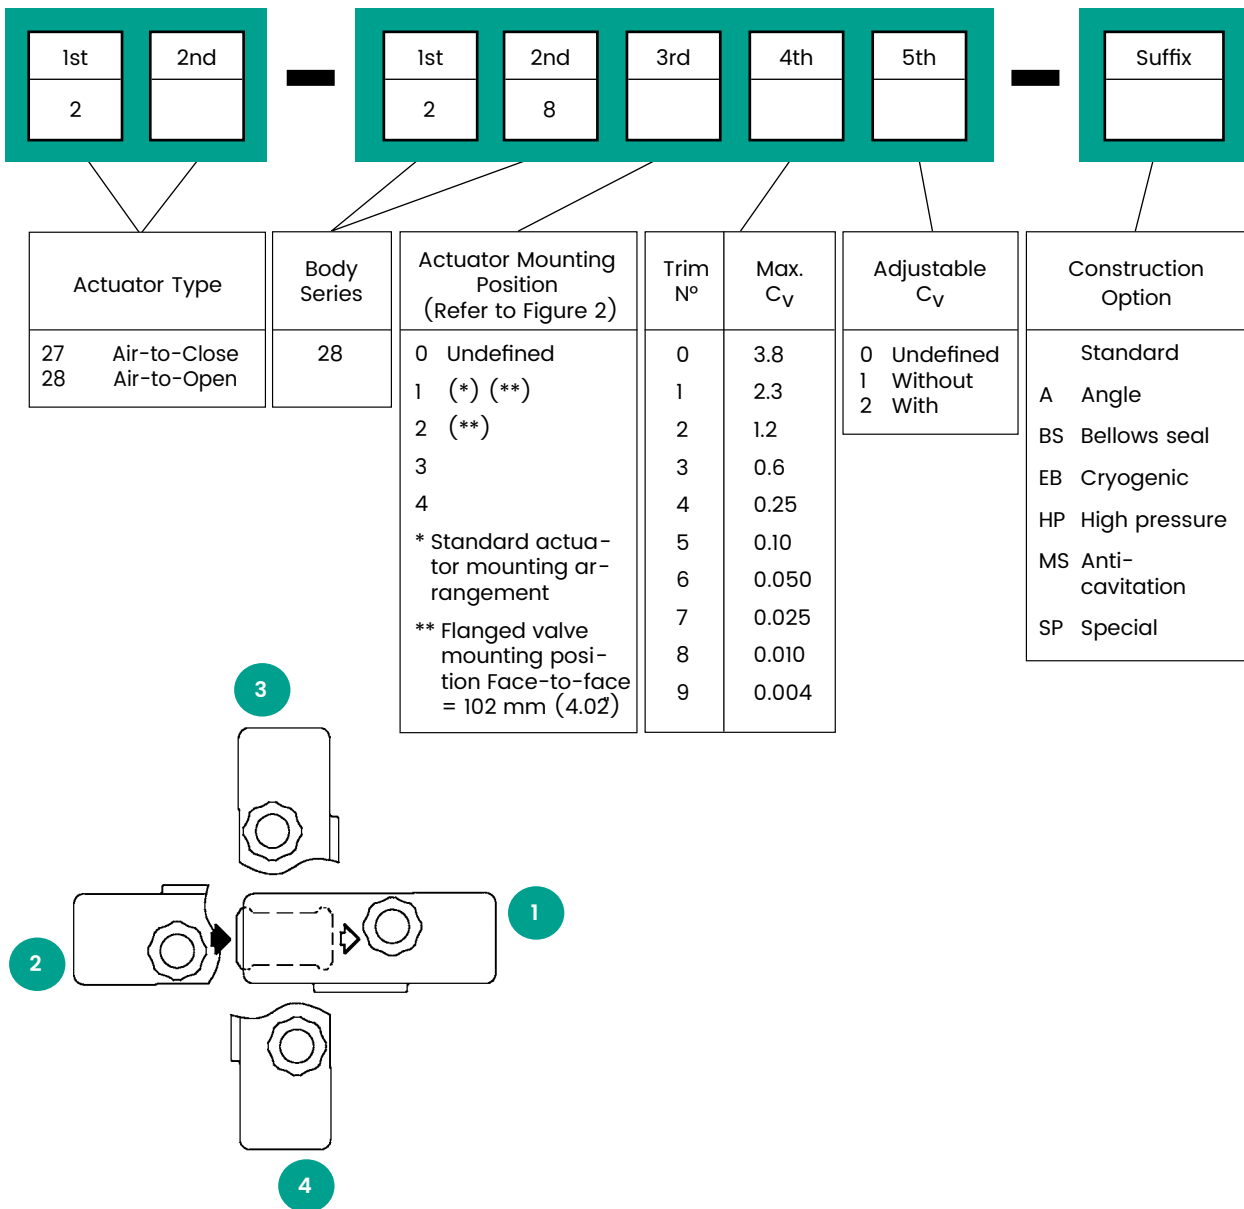 1st 2nd 1st 2nd 3rd 4th 5th Suffix
2 2 8
Actuator Type
27 Air-to-Close
28 Air-to-Open
Body
Series
28
Actuator Mounting
Position
(Refer to Figure 2)
0 Undefined
1 (*) (**)
2 (**)
3
4
* Standard actua-
tor mounting ar-
rangement
** Flanged valve
mounting posi-
tion Face-to-face
= 102 mm (4.02")
Trim Max.
N° CV
0 3.8
1 2.3
2 1.2
3 0.6
4 0.25
5 0.10
6 0.050
7 0.025
8 0.010
9 0.004
Adjustable
CV
0 Undefined
1 Without
2 With
Construction
Option
Standard
A Angle
BS Bellows seal
EB Cryogenic
HP High pressure
MS Anti-
cavitation
SP Special
3
1
2
4